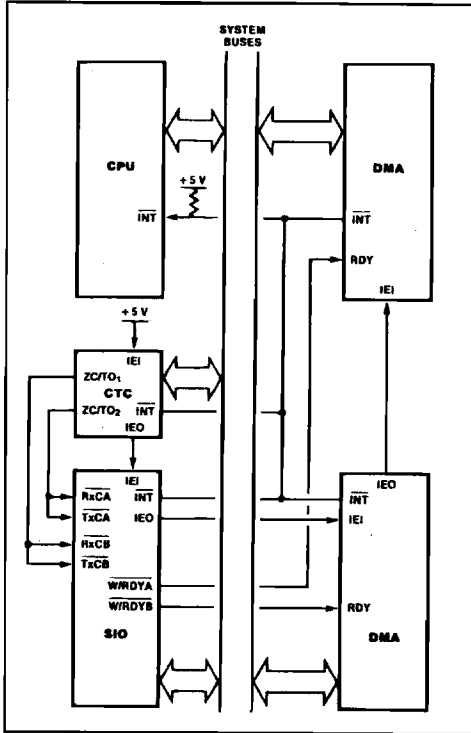 SYSTEM
BUSES
CPU
+5 V
INT
DMA
INT
RDY
IEI
+5 V
IEI
ZC/TO1
CTC
ZC/TO2
INT
IEO
IEI
RxCA
INT
TxCA
IEO
RxCB
TxCB
W/RDYA
W/RDYB
SIO
IEO
INT
IEI
RDY
DMA